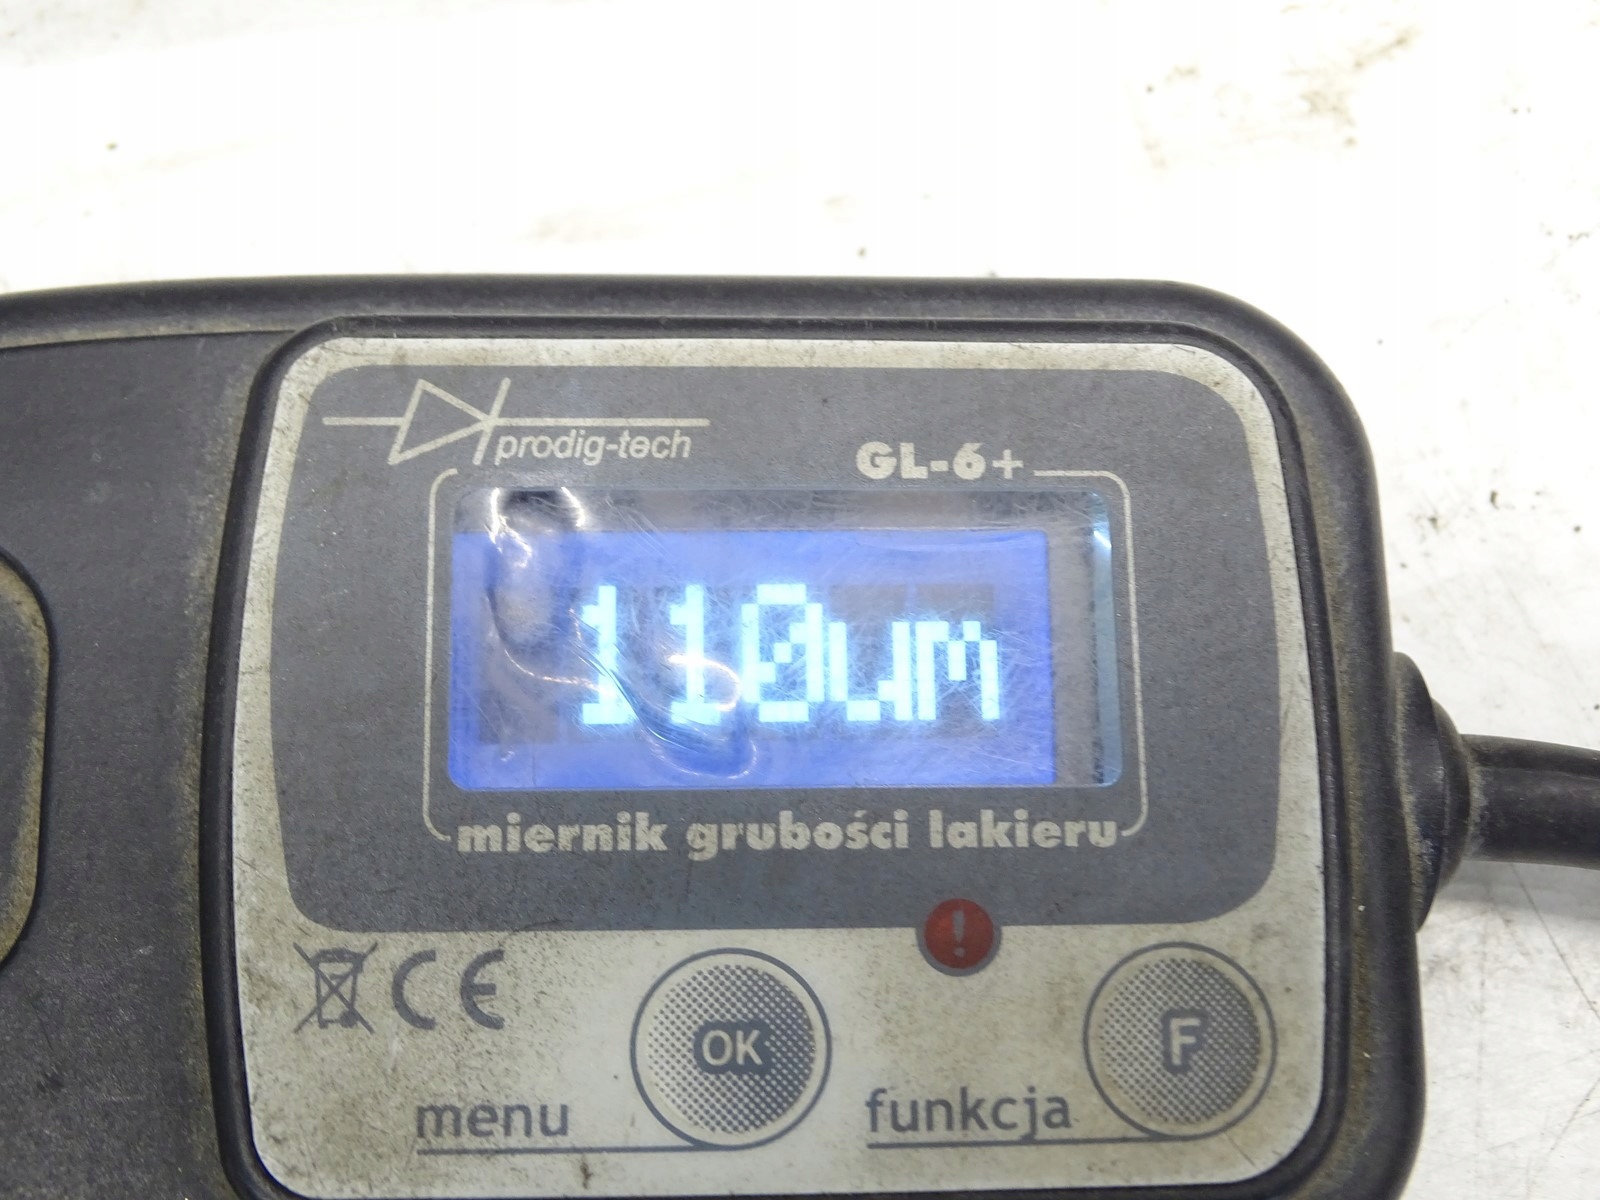 prodig-tech
GL-6+
110um
miernik grubości lakieru
!
CE
OK
F
menu
funkcja